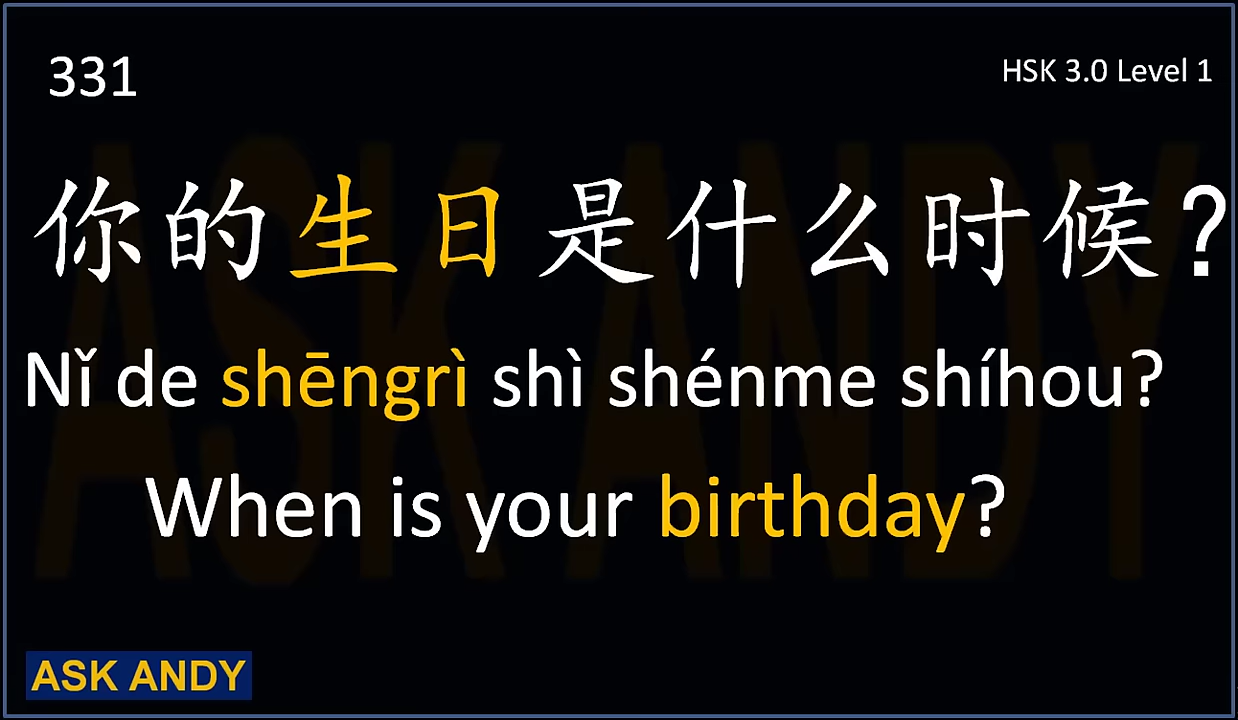 331
HSK 3.0 Level 1
你的生日是什么时候?
Nǐ de shēngrì shì shénme shíhou?
When is your birthday?
ASK ANDY
ASK ANDY